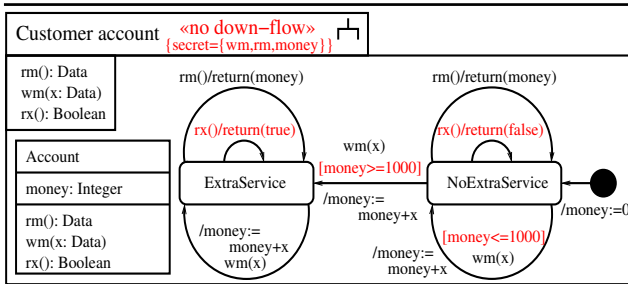 Customer account «no down−flow»
{secret={wm,rm,money}}
rm(): Data
wm(x: Data)
rx(): Boolean
Account
money: Integer
rm(): Data
wm(x: Data)
rx(): Boolean
rm()/return(money)
rx()/return(true)
ExtraService
/money:=
money+x
wm(x)
wm(x)
[money>=1000]
/money:=
money+x
rm()/return(money)
rx()/return(false)
NoExtraService
[money<=1000]
wm(x)
/money:=
money+x
/money:=0